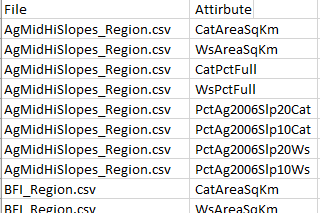 File Attirbute
AgMidHiSlopes_Region.csv CatAreaSqKm
AgMidHiSlopes_Region.csv WsAreaSqKm
AgMidHiSlopes_Region.csv CatPctFull
AgMidHiSlopes_Region.csv WsPctFull
AgMidHiSlopes_Region.csv PctAg2006Slp20Cat
AgMidHiSlopes_Region.csv PctAg2006Slp10Cat
AgMidHiSlopes_Region.csv PctAg2006Slp20Ws
AgMidHiSlopes_Region.csv PctAg2006Slp10Ws
BFI_Region.csv CatAreaSqKm
BFI_Region.csv WsAreaSqKm